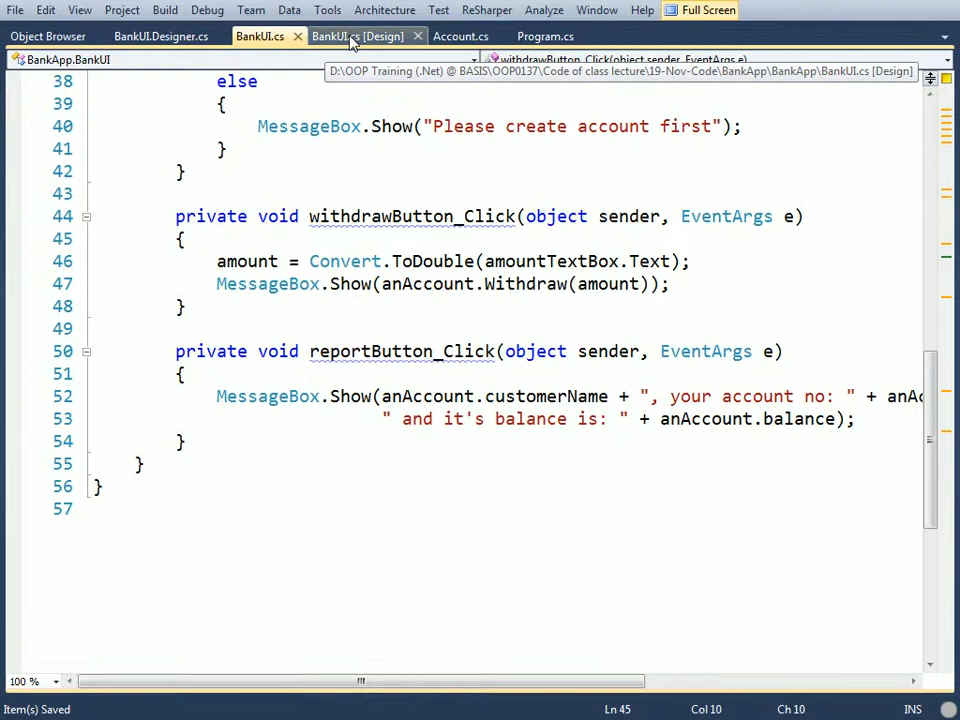 File Edit View Project Build Debug Team Data Tools Architecture Test ReSharper Analyze Window Help Full Screen
Object Browser BankUI.Designer.cs BankUI.cs BankUI.cs [Design] Account.cs Program.cs
BankApp.BankUI withdrawButton_Click(object sender, EventArgs e)
D:\OOP Training (.Net) @ BASIS\OOP0137\Code of class lecture\19-Nov-Code\BankApp\BankApp\BankUI.cs [Design]
38 else
39 {
40 MessageBox.Show("Please create account first");
41 }
42 }
43
44 private void withdrawButton_Click(object sender, EventArgs e)
45 {
46 amount = Convert.ToDouble(amountTextBox.Text);
47 MessageBox.Show(anAccount.Withdraw(amount));
48 }
49
50 private void reportButton_Click(object sender, EventArgs e)
51 {
52 MessageBox.Show(anAccount.customerName + ", your account no: " + anAc
53 " and it's balance is: " + anAccount.balance);
54 }
55 }
56 }
57
100 %
Item(s) Saved Ln 45 Col 10 Ch 10 INS